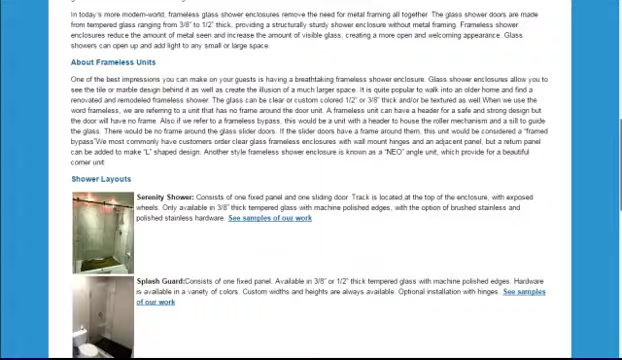 In today's more modern-world, frameless glass shower enclosures remove the need for metal framing all together. The glass shower doors are made
from tempered glass ranging from 3/8" to 1/2" thick, providing a structurally sturdy shower enclosure without metal framing. Frameless shower
enclosures reduce the amount of metal seen and increase the amount of visible glass, creating a more open and welcoming appearance. Glass
showers can open up and add light to any small or large space.
About Frameless Units
One of the best impressions you can make on your guests is having a breathtaking frameless shower enclosure. Glass shower enclosures allow you to
see the tile or marble design behind it as well as create the illusion of a much larger space. It is quite popular to walk into an older home and find a
renovated and remodeled frameless shower. The glass can be clear or custom colored 1/2" or 3/8" thick and/or be textured as well.When we use the
word frameless, we are referring to a unit that has no frame around the door unit. A frameless unit can have a header for a safe and strong design but
the door will have no frame. Also if we refer to a frameless bypass, this would be a unit with a header to house the roller mechanism and a sill to guide
the glass. There would be no frame around the glass slider doors. If the slider doors have a frame around them, this unit would be considered a "framed
bypass"We most commonly have customers order clear glass frameless enclosures with wall mount hinges and an enclosure, but a return panel
can be added to make "L" shaped design. Another style frameless shower enclosure is known as a "NEO" angle unit, which provide for a beautiful
corner unit
Shower Layouts
Serenity Shower: Consists of one fixed panel and one sliding door. Track is located at the top of the enclosure, with exposed
wheels. Only available in 3/8" thick tempered glass with machine polished edges, with the option of brushed stainless and
polished stainless hardware. See samples of our work
Splash Guard:Consists of one fixed panel. Available in 3/8" or 1/2" thick tempered glass with machine polished edges. Hardware
is available in a variety of colors. Custom widths and heights are always available. Optional installation with hinges. See samples
of our work